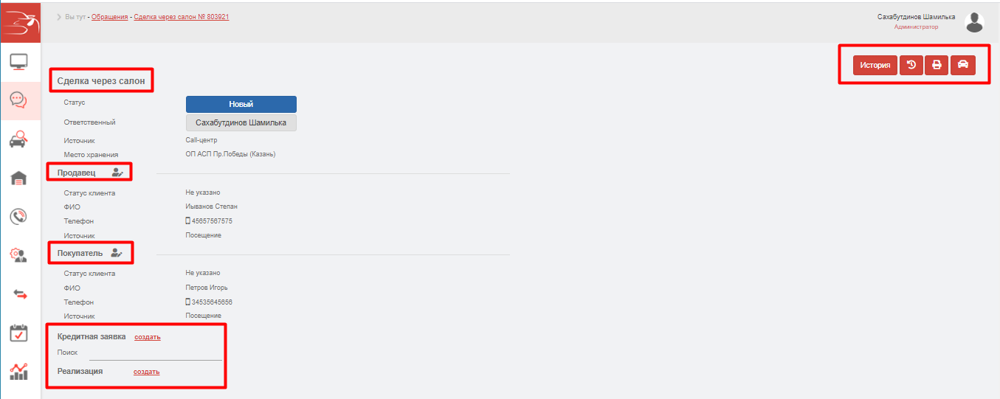 Вы тут - Обращения - Сделка через салон № 803921
Сахабутдинов Шамилька
Администратор
История
Сделка через салон
Статус Новый
Ответственный Сахабутдинов Шамилька
Источник Call-центр
Место хранения ОП АСП Пр.Победы (Казань)
Продавец
Статус клиента Не указано
ФИО Иыванов Степан
Телефон 45657567575
Источник Посещение
Покупатель
Статус клиента Не указано
ФИО Петров Игорь
Телефон 34535645656
Источник Посещение
Кредитная заявка создать
Поиск
Реализация создать